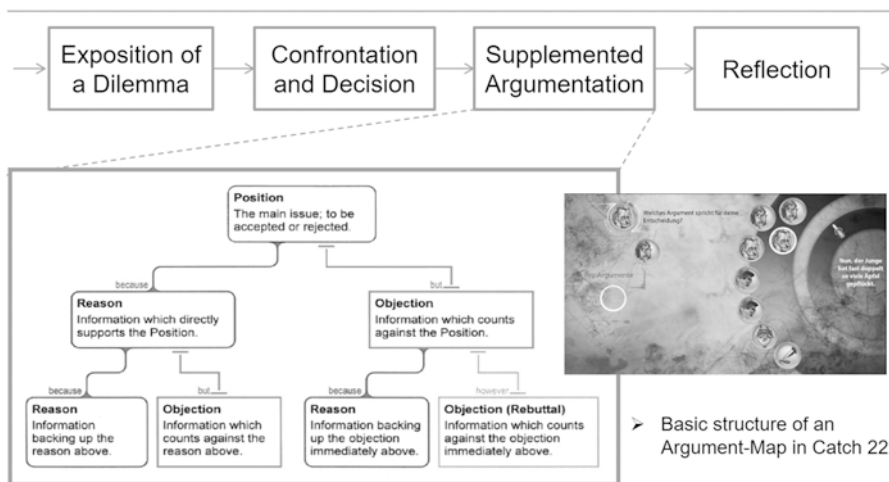 Exposition of
a Dilemma
Confrontation
and Decision
Supplemented
Argumentation
Reflection
Position
The main issue; to be
accepted or rejected.
because
but
Reason
Information which directly
supports the Position.
Objection
Information which counts
against the Position.
because
but
because
however
Reason
Information
backing up the
reason above.
Objection
Information which
counts against the
reason above.
Reason
Information backing
up the objection
immediately above.
Objection (Rebuttal)
Information which counts
against the objection
immediately above.
Welches Argument spricht für deine
Entscheidung?
Top-Argumente
Nun, der Junge
hat fast doppelt
so viele Äpfel
gepflückt.
➢ Basic structure of an
Argument-Map in Catch 22